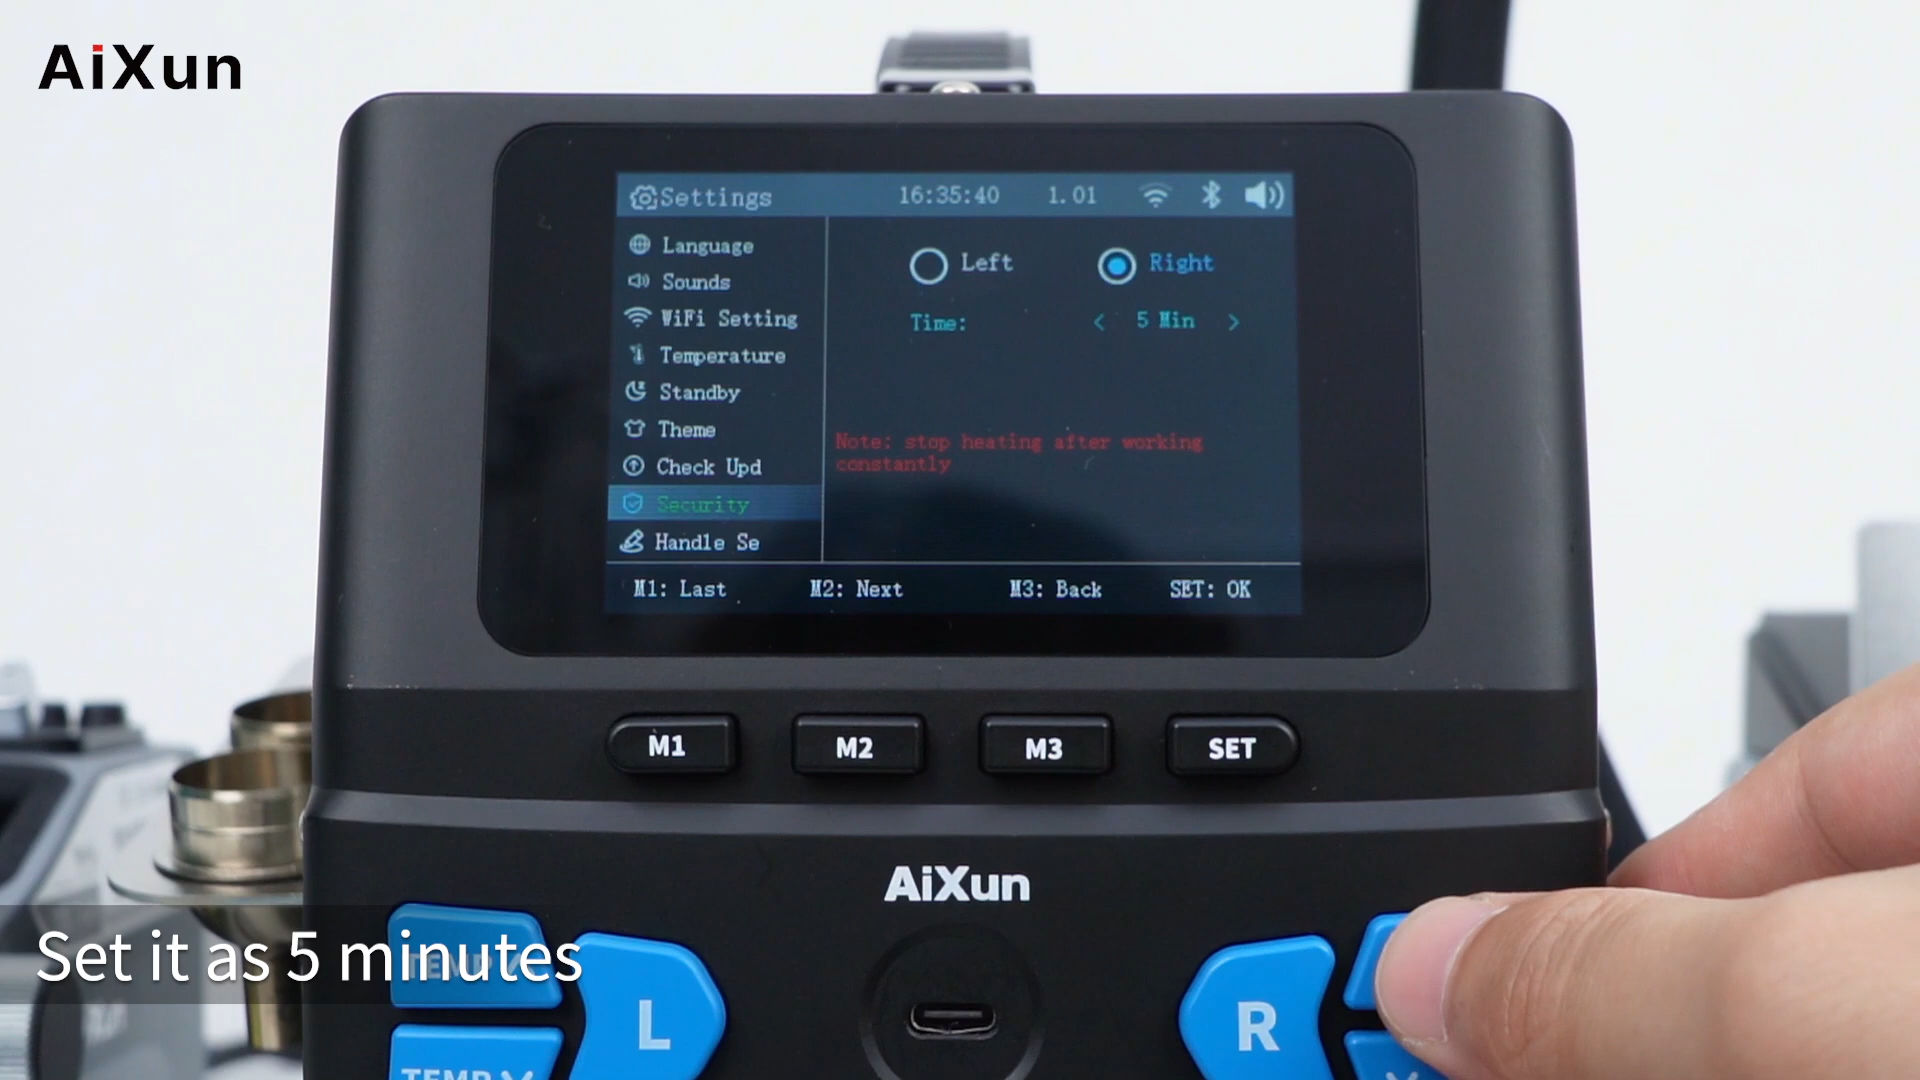 AiXun
Settings 16:35:40 1.01
Language
Sounds
WiFi Setting
Temperature
Standby
Theme
Check Upd
Security
Handle Se
Left Right
Time: < 5 Min >
Note: stop heating after working
constantly
M1: Last M2: Next M3: Back SET: OK
M1 M2 M3 SET
AiXun
Set it as 5 minutes
TEMP
L
R
TEMP